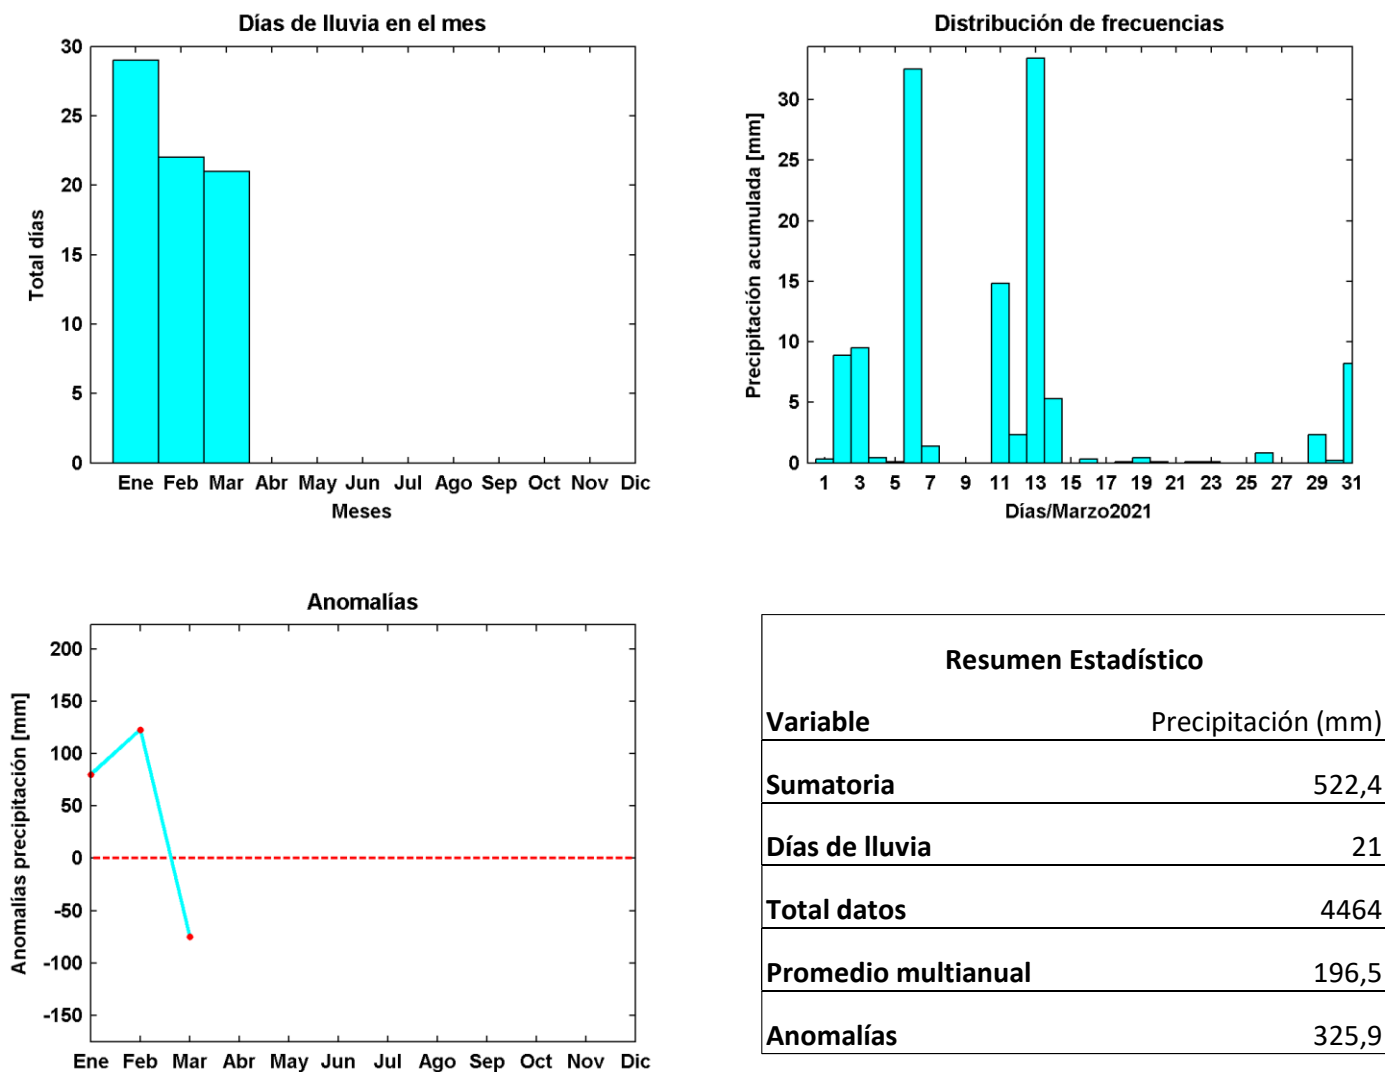 Días de lluvia en el mes
30
25
20
15
10
5
0
Total días
Ene Feb Mar Abr May Jun Jul Ago Sep Oct Nov Dic
Meses
Distribución de frecuencias
30
25
20
15
10
5
0
Precipitación acumulada [mm]
1 3 5 7 9 11 13 15 17 19 21 23 25 27 29 31
Días/Marzo2021
Anomalías
200
150
100
50
0
-50
-100
-150
Anomalías precipitación [mm]
Ene Feb Mar Abr May Jun Jul Ago Sep Oct Nov Dic
Resumen Estadístico
Variable Precipitación (mm)
Sumatoria 522,4
Días de lluvia 21
Total datos 4464
Promedio multianual 196,5
Anomalías 325,9